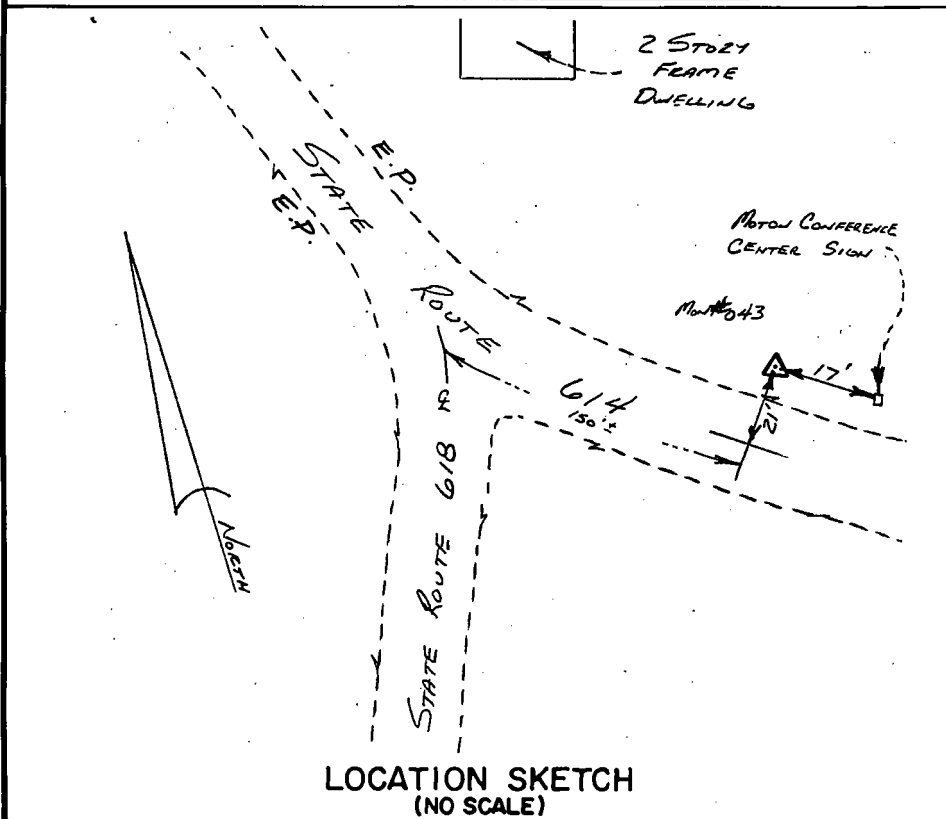 2 STORY
FRAME
DWELLING
STATE
E.P.
E.P.
MOTON CONFERENCE
CENTER SIGN
MON# 043
ROUTE
17'
614
150'±
21'
STATE ROUTE 618 ℄
NORTH
LOCATION SKETCH
(NO SCALE)